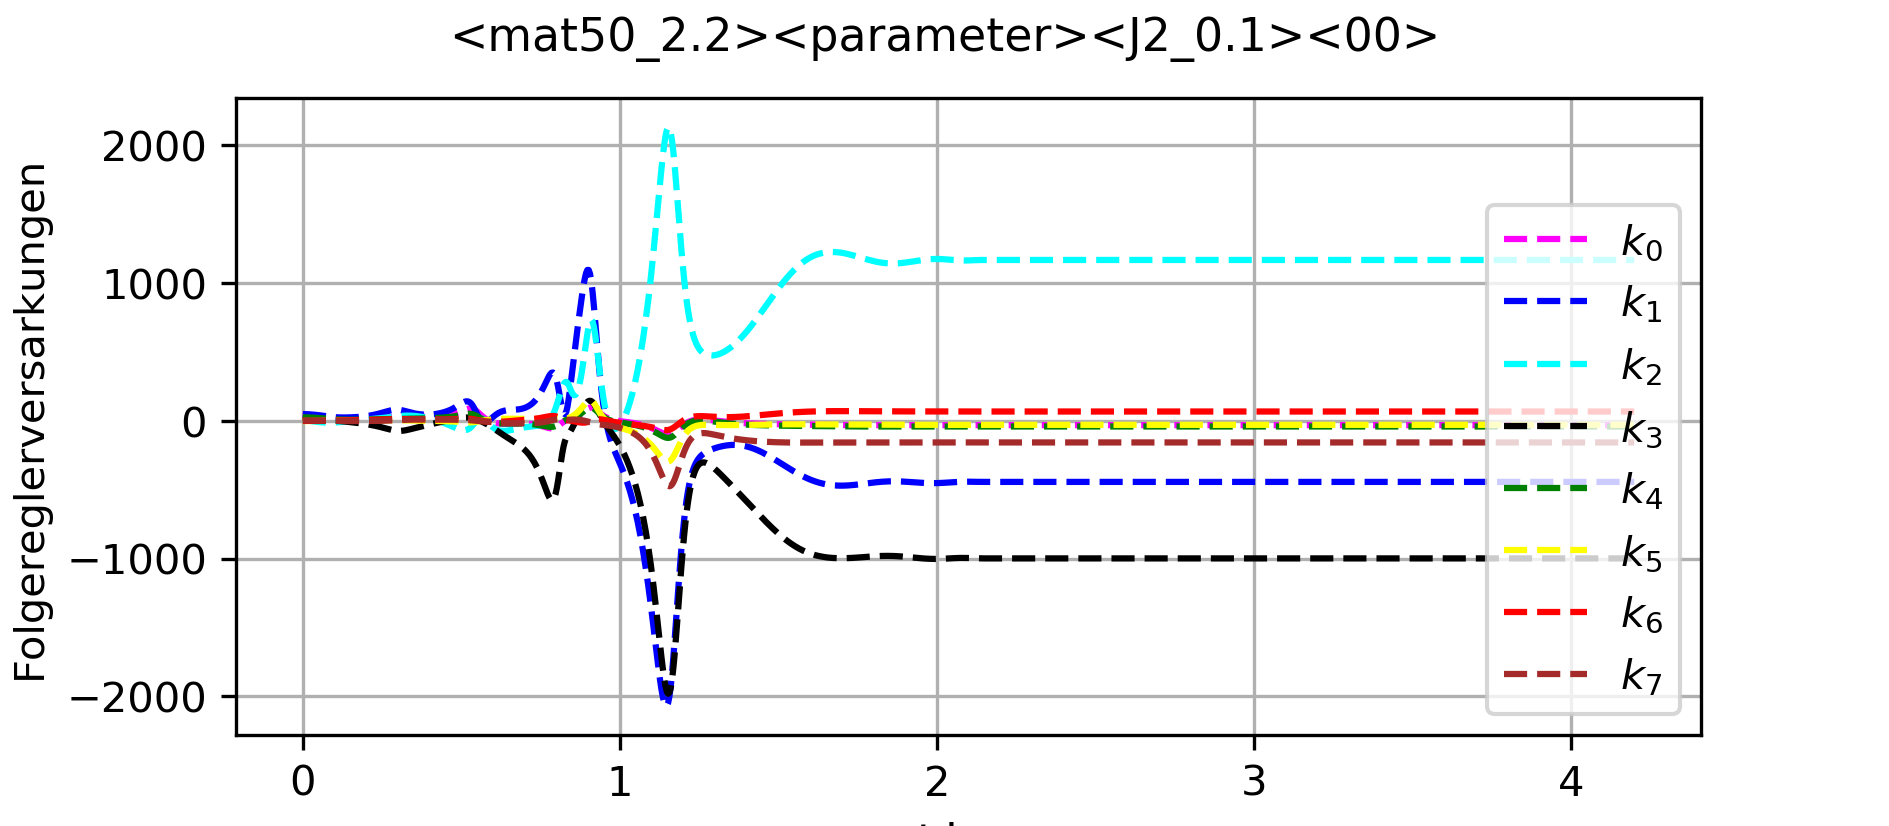 <mat50_2.2><parameter><J2_0.1><00>
Folgereglerversarkungen
2000
1000
0
−1000
−2000
0 1 2 3 4
k0
k1
k2
k3
k4
k5
k6
k7